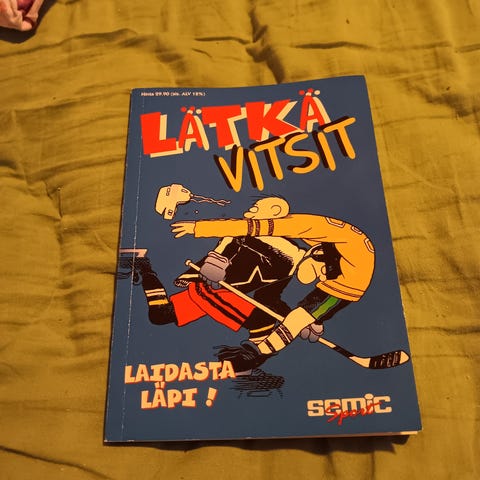 Hinta 29.90 (sis. ALV 12%)
LÄTKÄ
VITSIT
LAIDASTA
LÄPI !
semic
Sport